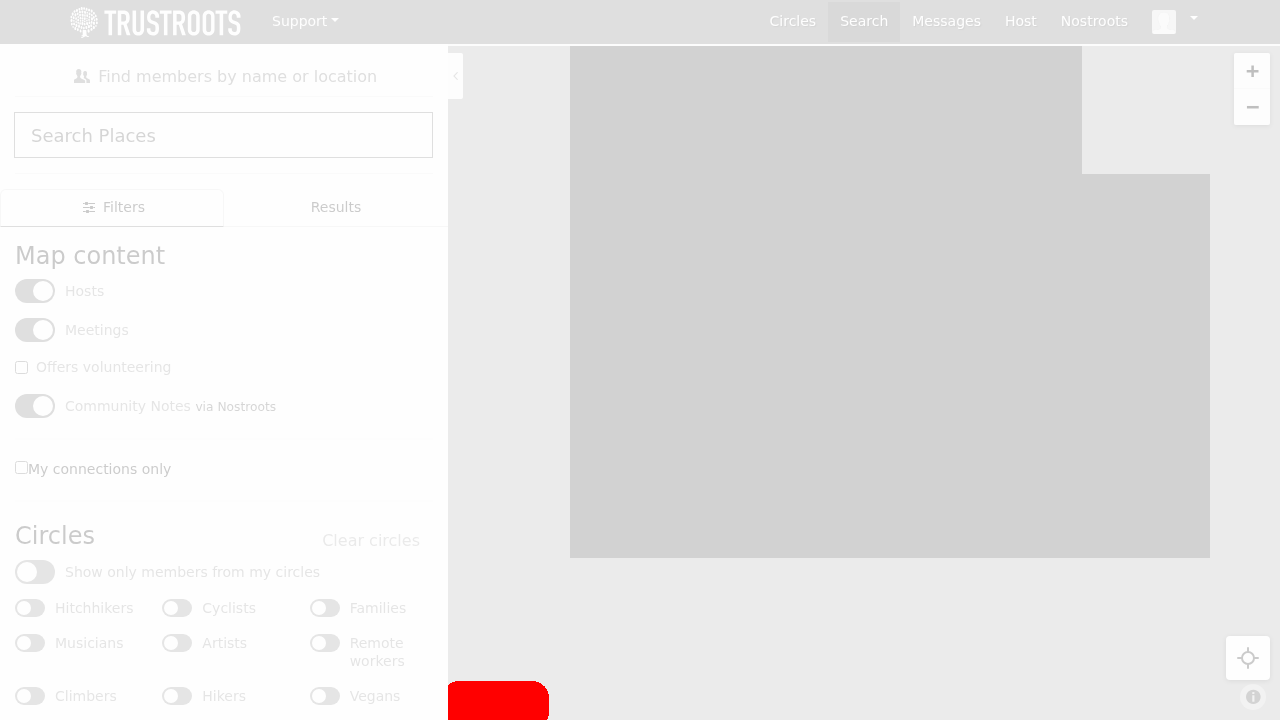 TRUSTROOTS Support Circles Search Messages Host Nostroots
Find members by name or location
Search Places
Filters Results
Map content
Hosts
Meetings
Offers volunteering
Community Notes via Nostroots
My connections only
Circles Clear circles
Show only members from my circles
Hitchhikers Cyclists Families
Musicians Artists Remote
workers
Climbers Hikers Vegans